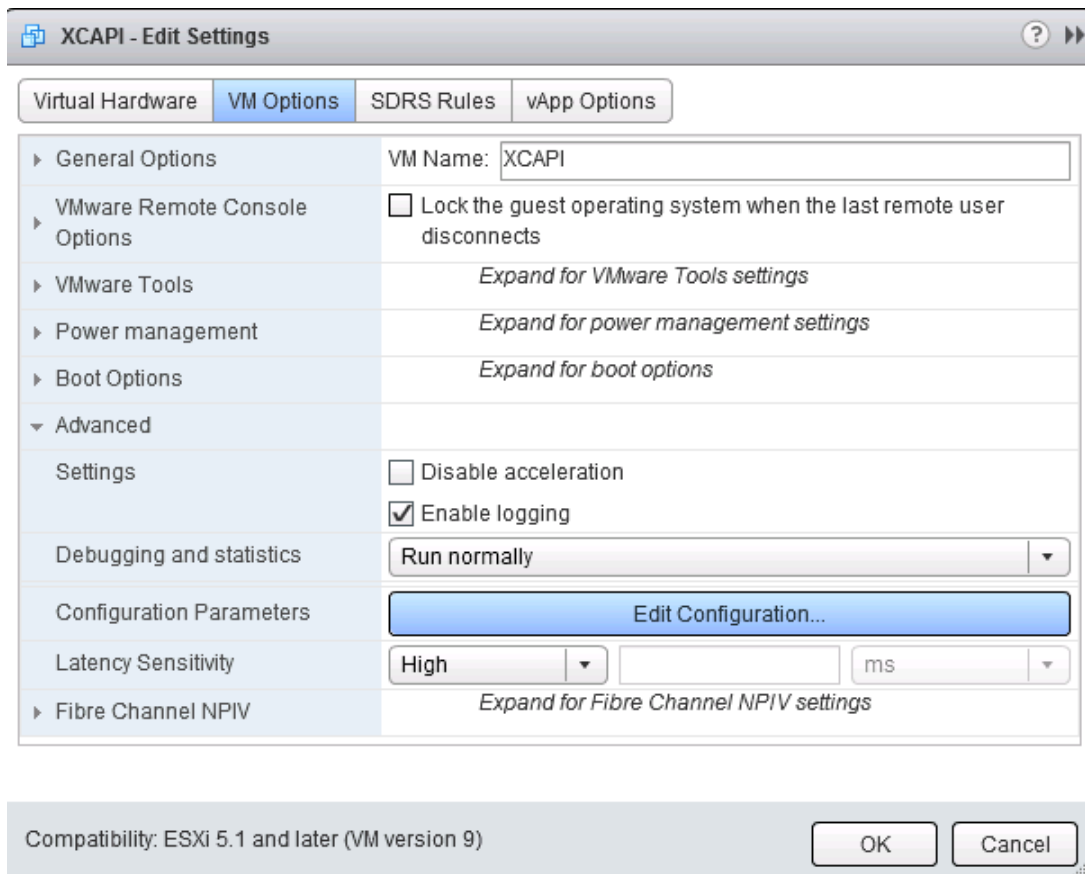 XCAPI - Edit Settings
Virtual Hardware VM Options SDRS Rules vApp Options
General Options VM Name: XCAPI
VMware Remote Console Options Lock the guest operating system when the last remote user disconnects
VMware Tools Expand for VMware Tools settings
Power management Expand for power management settings
Boot Options Expand for boot options
Advanced
Settings Disable acceleration
Enable logging
Debugging and statistics Run normally
Configuration Parameters Edit Configuration...
Latency Sensitivity High ms
Fibre Channel NPIV Expand for Fibre Channel NPIV settings
Compatibility: ESXi 5.1 and later (VM version 9) OK Cancel